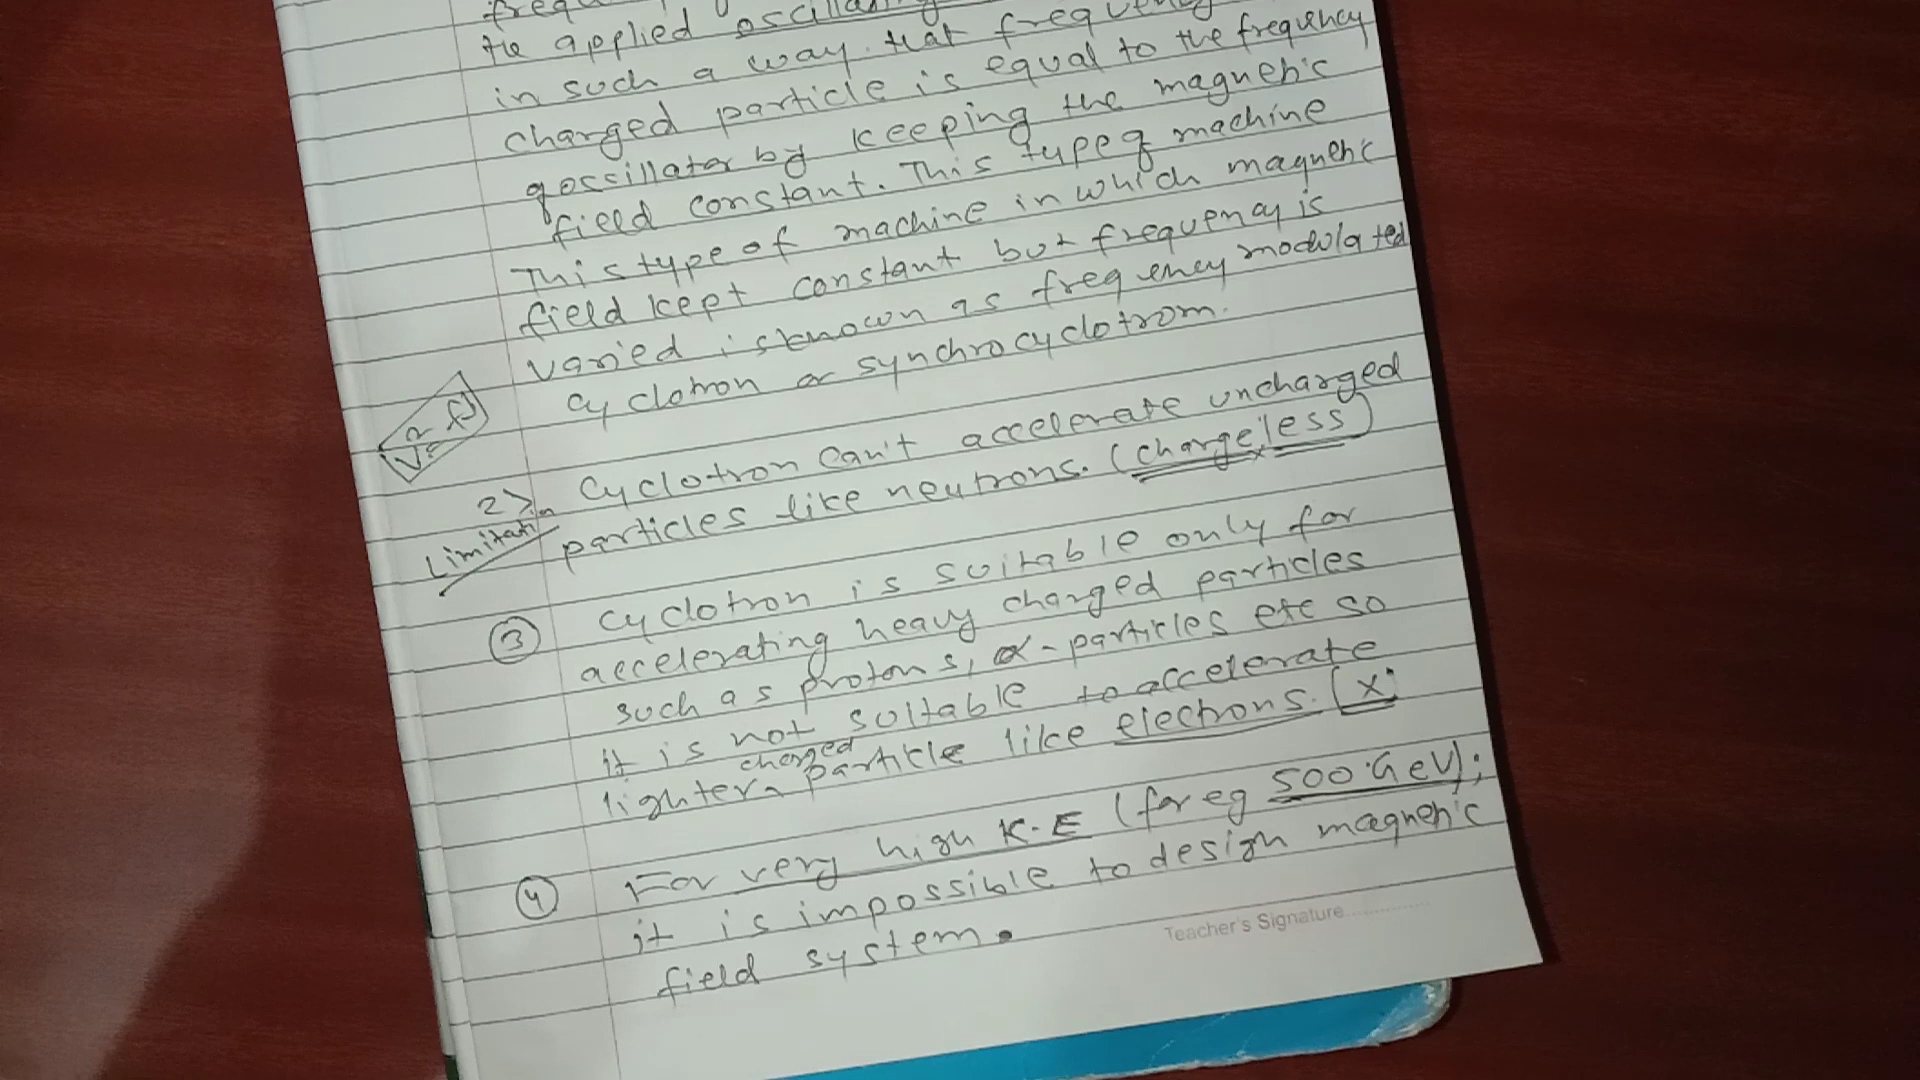 the applied oscillating
in such a way. that frequency
charged particle is equal to the frequency
of oscillator by keeping the magnetic
field constant. This type of machine
This type of machine in which magnetic
field kept constant but frequency is
varied is known as frequency modulated
cyclotron or synchrocyclotrom.
2> Cyclotron can't accelerate uncharged
particles like neutrons. (chargeless)
Limitatn
③ Cyclotron is suitable only for
accelerating heavy charged particles
such as protons, α-particles etc so
it is not suitable to accelerate
charged
lighter particle like electrons. (X)
④ For very high K.E (for eg 500 GeV);
it is impossible to design magnetic
field system.
Teacher's Signature